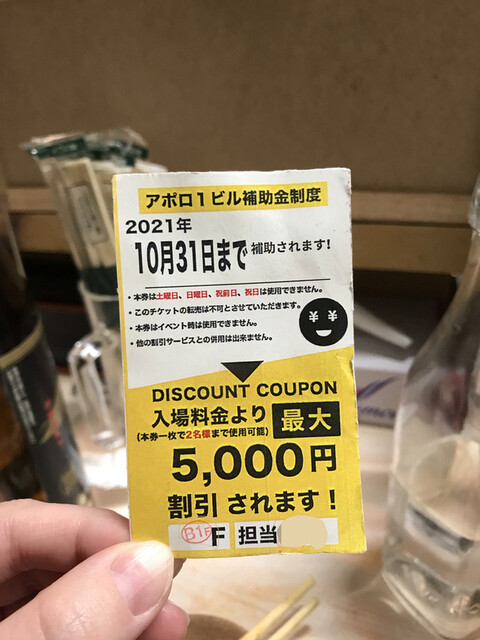 アポロ1ビル補助金制度
2021年
10月31日まで補助されます!
・本券は土曜日、日曜日、祝前日、祝日は使用できません。
・このチケットの転売は不可とさせていただきます。
・本券はイベント時は使用できません。
・他の割引サービスとの併用は出来ません。
¥ ¥
DISCOUNT COUPON
入場料金より 最大
(本券一枚で2名様まで使用可能)
5,000円
割引 されます!
B1F F 担当